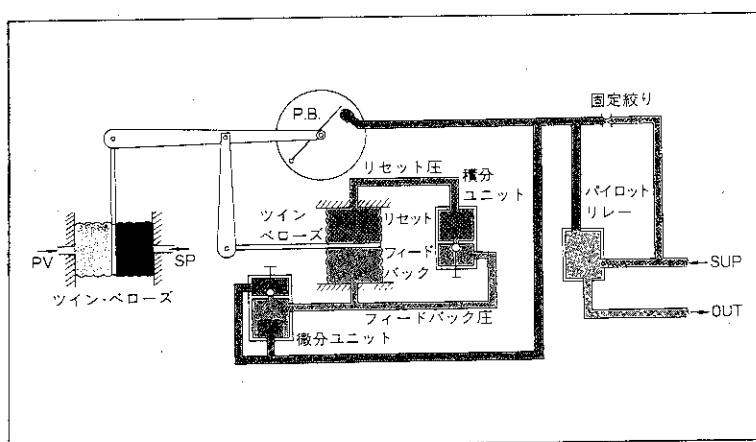 P.B.
固定絞り
リセット圧
積分
ユニット
パイロット
リレー
ツイン
ベローズ
リセット
フィード
バック
PV
SP
ツイン・ベローズ
SUP
フィードバック圧
OUT
微分ユニット